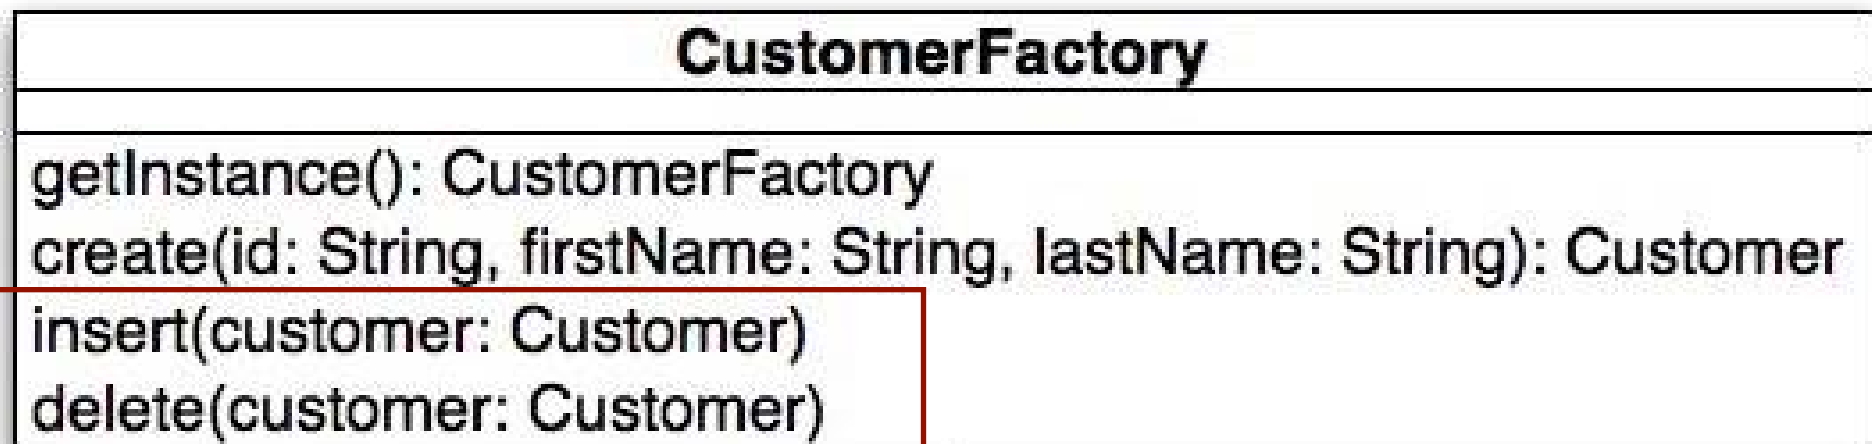 CustomerFactory
getInstance(): CustomerFactory
create(id: String, firstName: String, lastName: String): Customer
insert(customer: Customer)
delete(customer: Customer)